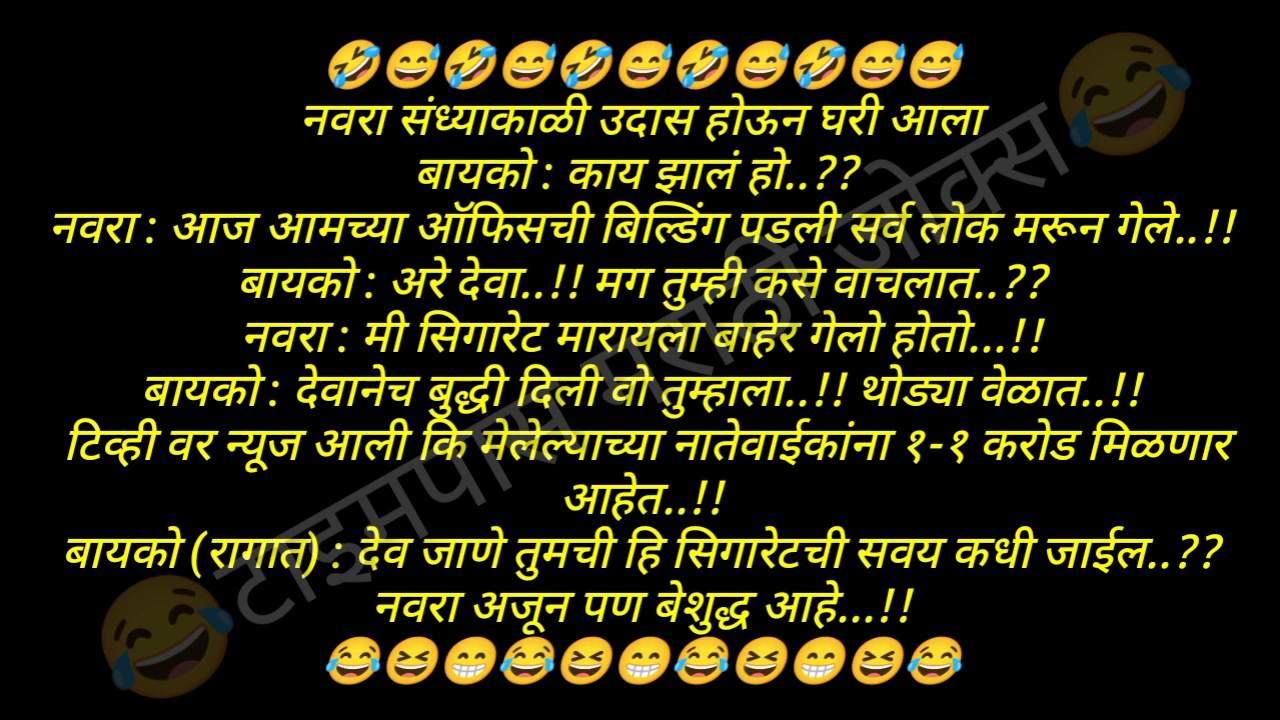 🤣😅🤣😅🤣😅🤣😅🤣😅😅
नवरा संध्याकाळी उदास होऊन घरी आला
बायको : काय झालं हो..??
नवरा : आज आमच्या ऑफिसची बिल्डिंग पडली सर्व लोक मरून गेले..!!
बायको : अरे देवा..!! मग तुम्ही कसे वाचलात..??
नवरा : मी सिगारेट मारायला बाहेर गेलो होतो...!!
बायको : देवानेच बुद्धी दिली वो तुम्हाला..!! थोड्या वेळात..!!
टिव्ही वर न्यूज आली कि मेलेल्याच्या नातेवाईकांना १-१ करोड मिळणार
आहेत..!!
बायको (रागात) : देव जाणे तुमची हि सिगारेटची सवय कधी जाईल..??
नवरा अजून पण बेशुद्ध आहे...!!
😂😆😁😂😆😁😂😆😁😆😂
टाइमपास मराठी जोक्स